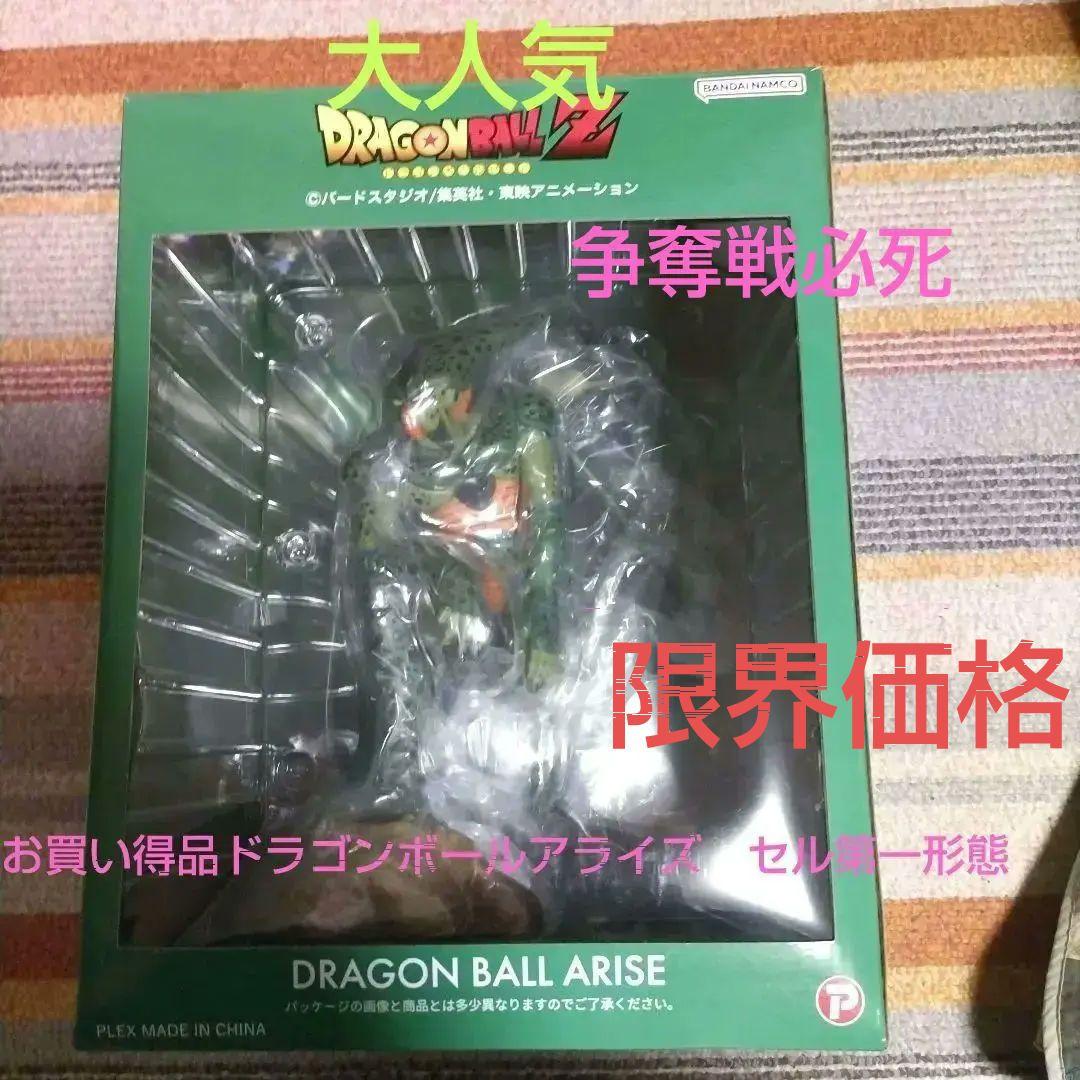 大人気
BANDAI NAMCO
DRAGONBALL Z
©バードスタジオ/集英社・東映アニメーション
争奪戦必死
限界価格
お買い得品ドラゴンボールアライズ　セル第一形態
DRAGON BALL ARISE
パッケージの画像と商品とは多少異なりますのでご了承ください。
PLEX MADE IN CHINA
P